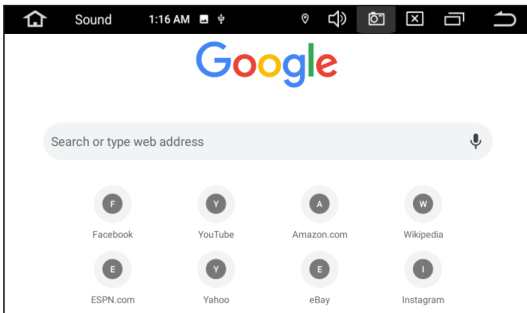 Sound 1:16 AM
Google
Search or type web address
F Y A W
Facebook YouTube Amazon.com Wikipedia
E Y E I
ESPN.com Yahoo eBay Instagram